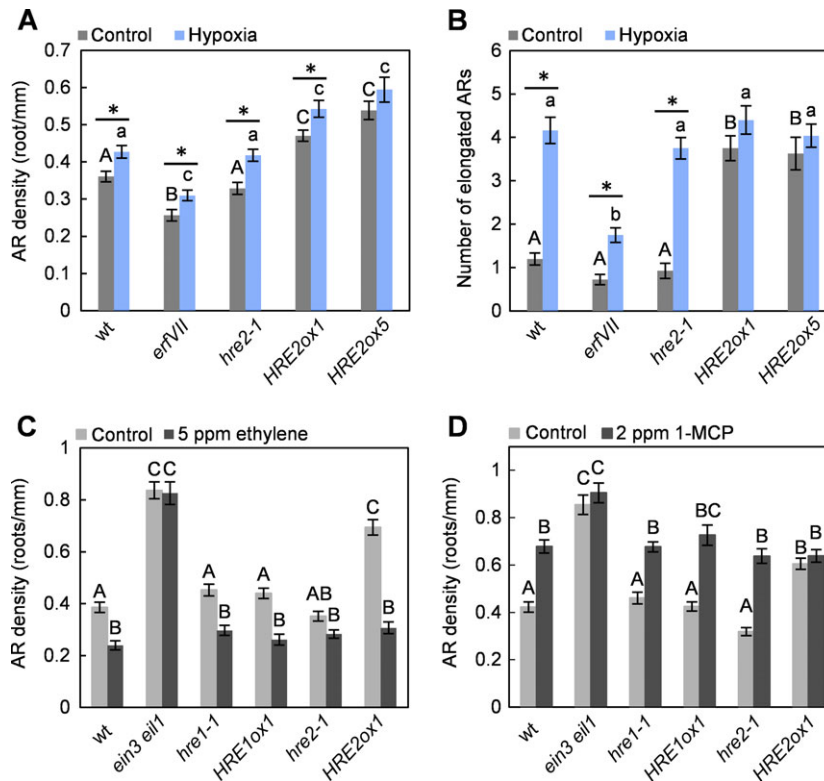 A
Control Hypoxia
AR density (root/mm)
0.7
0.6
0.5
0.4
0.3
0.2
0.1
0
* * * *
A a B c A a C c C c
wt erfVII hre2-1 HRE2ox1 HRE2ox5
B
Control Hypoxia
Number of elongated ARs
6
5
4
3
2
1
0
* * *
A a A b A a B a B a
wt erfVII hre2-1 HRE2ox1 HRE2ox5
C
Control 5 ppm ethylene
AR density (roots/mm)
1
0.8
0.6
0.4
0.2
0
A B C C A B A B AB B C B
wt ein3 eil1 hre1-1 HRE1ox1 hre2-1 HRE2ox1
D
Control 2 ppm 1-MCP
AR density (roots/mm)
1
0.8
0.6
0.4
0.2
0
A B C C A B A BC A B B B
wt ein3 eil1 hre1-1 HRE1ox1 hre2-1 HRE2ox1